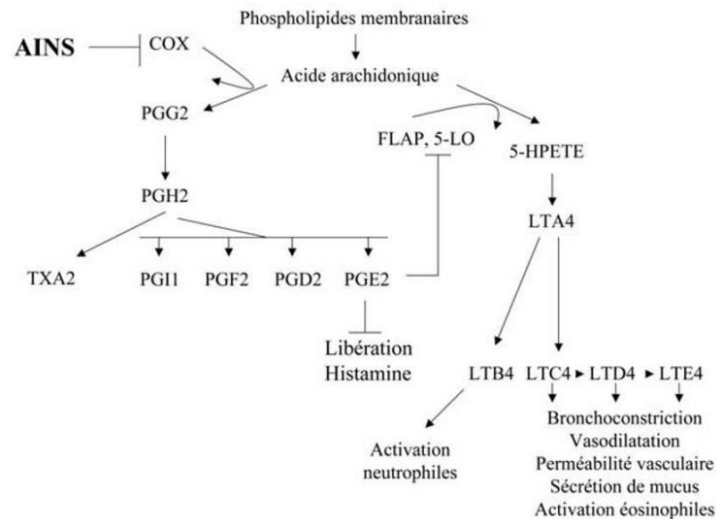 Phospholipides membranaires
AINS
COX
Acide arachidonique
PGG2
FLAP, 5-LO
5-HPETE
PGH2
LTA4
TXA2
PGI1
PGF2
PGD2
PGE2
Libération
Histamine
LTB4
LTC4
LTD4
LTE4
Activation
neutrophiles
Bronchoconstriction
Vasodilatation
Perméabilité vasculaire
Sécrétion de mucus
Activation éosinophiles